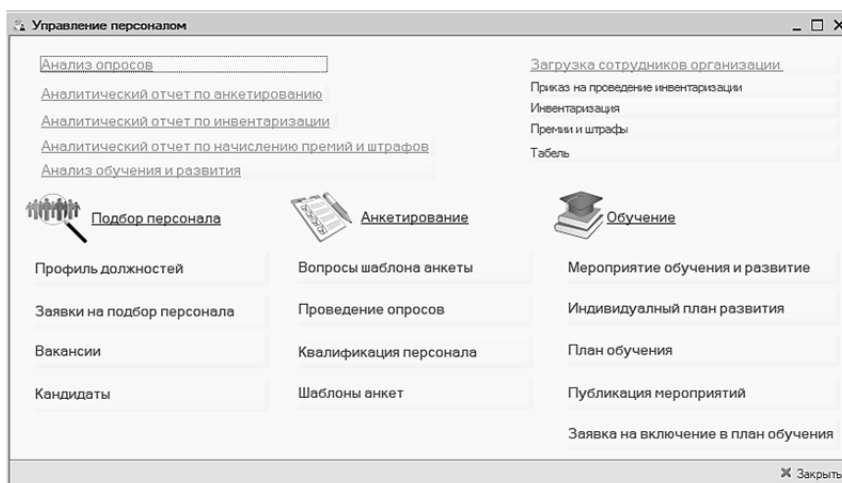 Управление персоналом
Анализ опросов
Аналитический отчет по анкетированию
Аналитический отчет по инвентаризации
Аналитический отчет по начислению премий и штрафов
Анализ обучения и развития
Загрузка сотрудников организации
Приказ на проведение инвентаризации
Инвентаризация
Премии и штрафы
Табель
Подбор персонала
Профиль должностей
Заявки на подбор персонала
Вакансии
Кандидаты
Анкетирование
Вопросы шаблона анкеты
Проведение опросов
Квалификация персонала
Шаблоны анкет
Обучение
Мероприятие обучения и развитие
Индивидуалный план развития
План обучения
Публикация мероприятий
Заявка на включение в план обучения
Закрыть